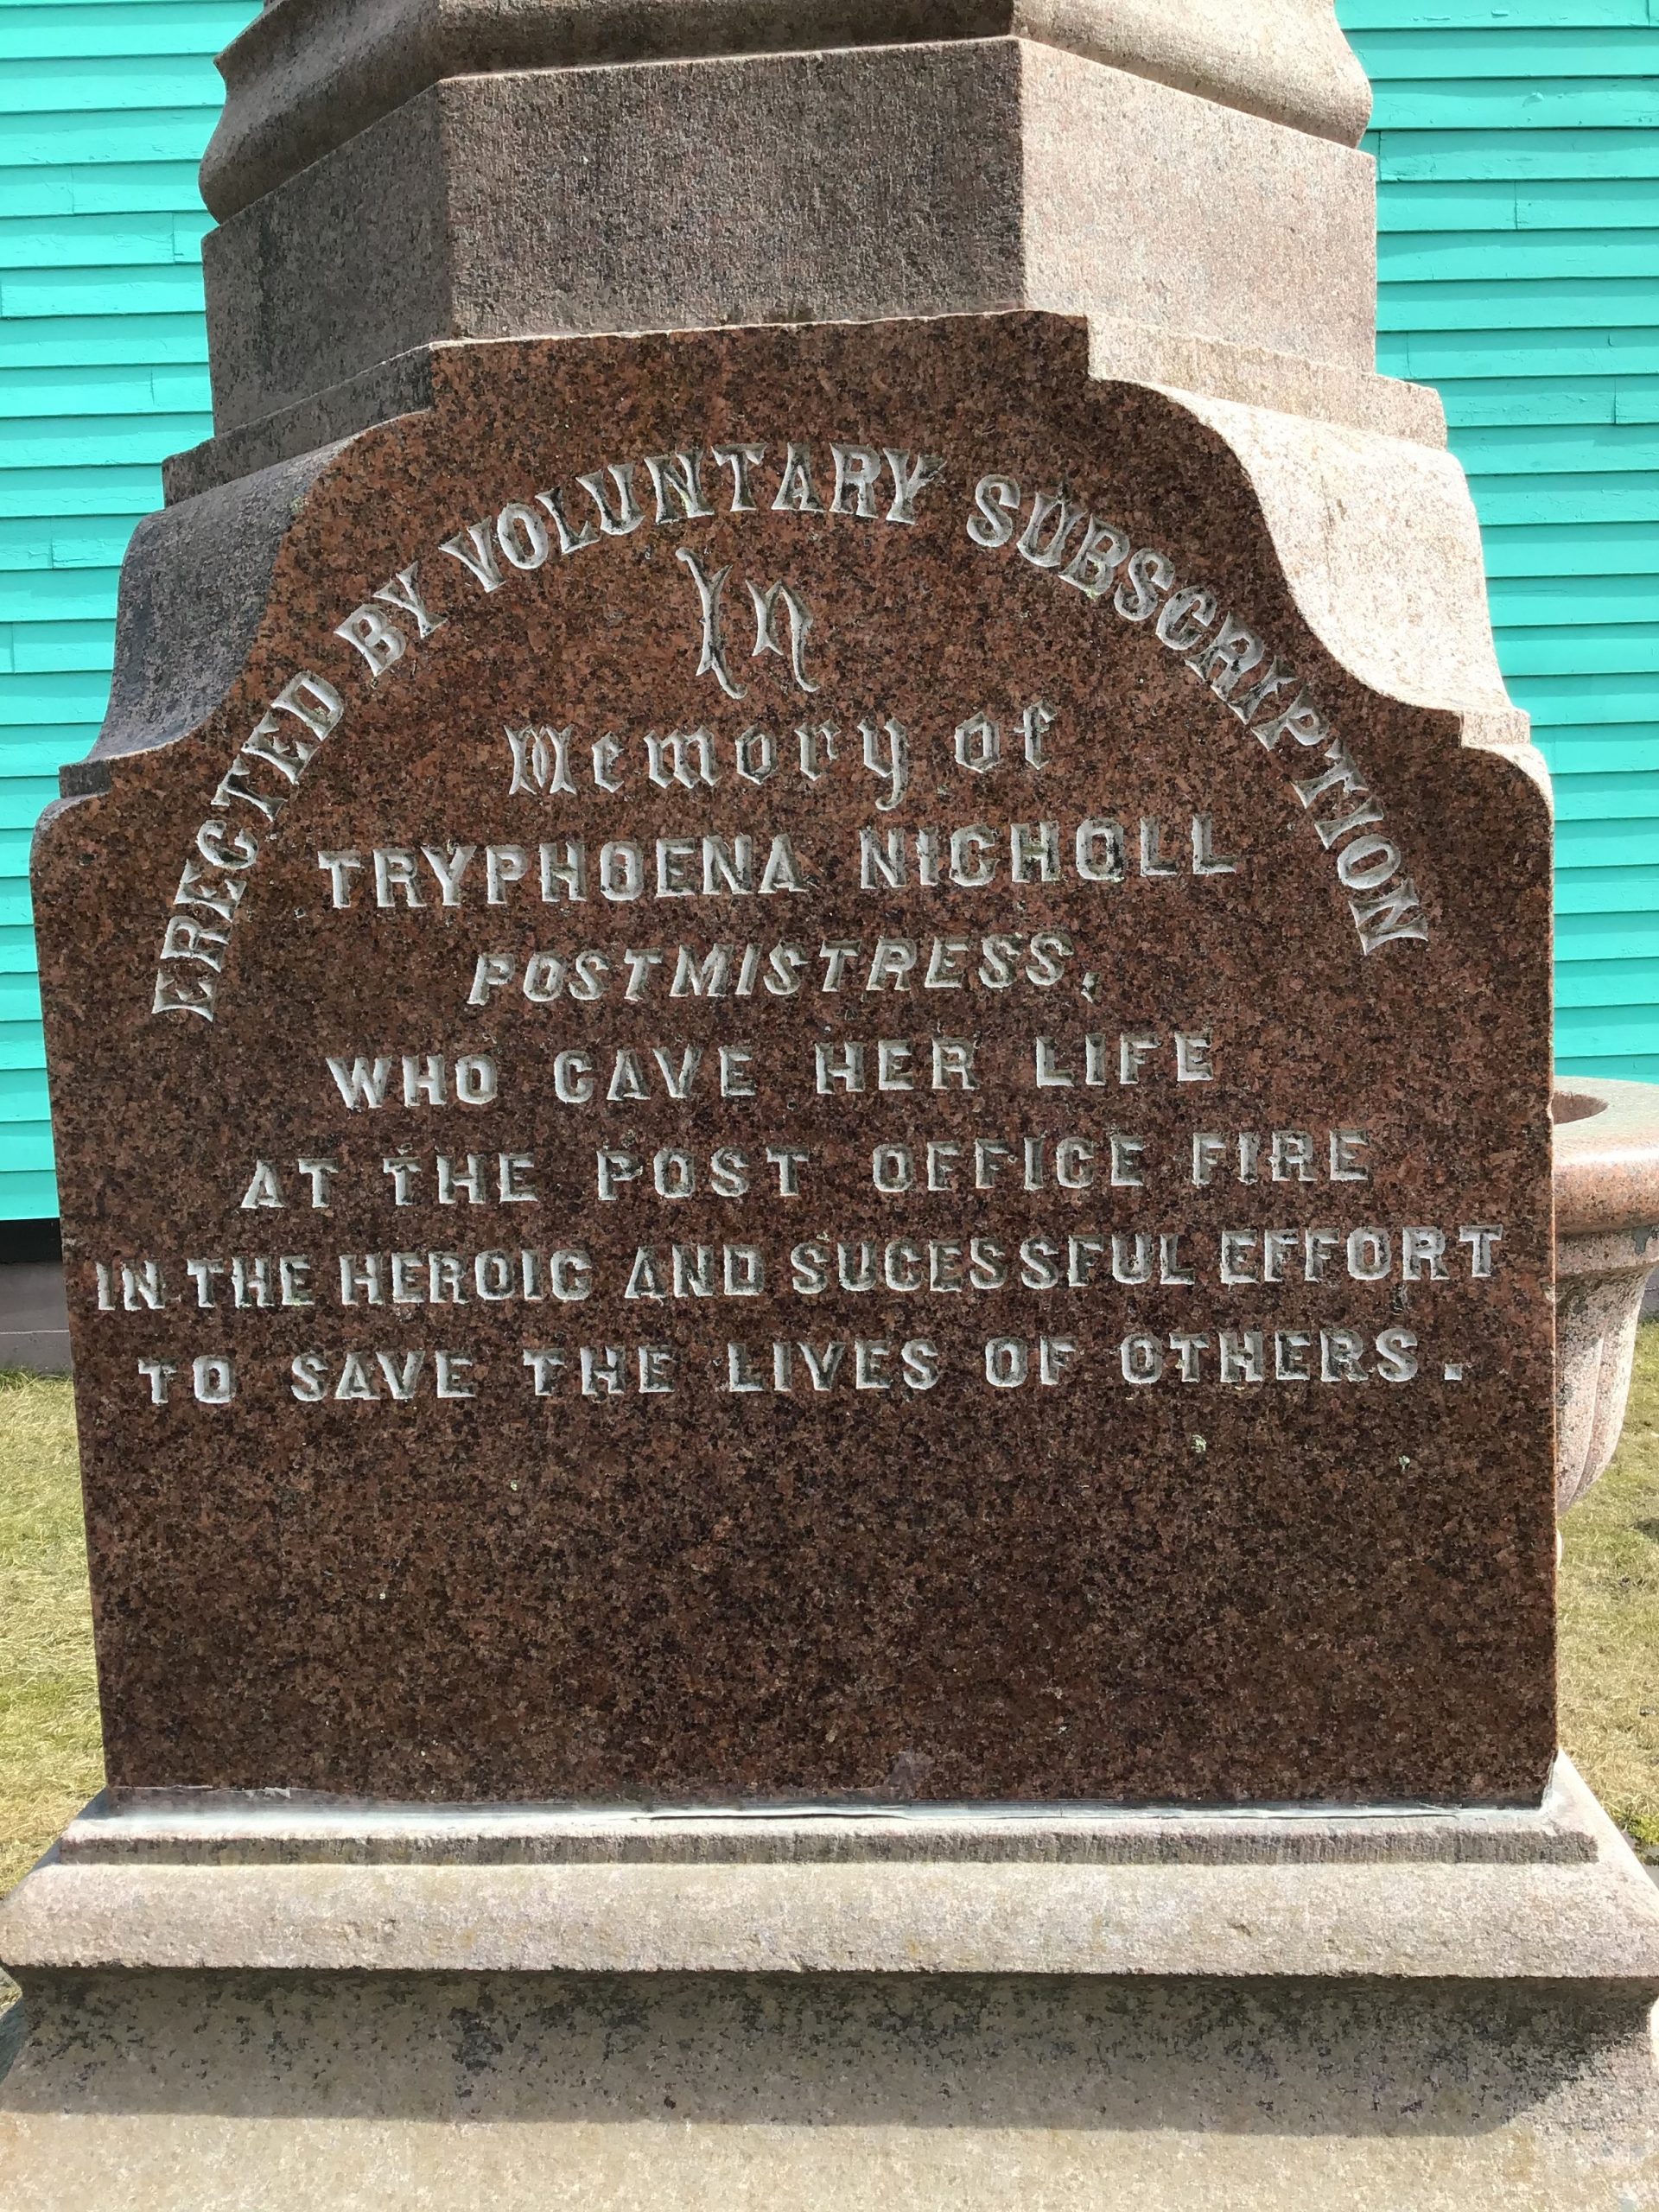 ERECTED BY VOLUNTARY SUBSCRIPTION
In
Memory of
TRYPHOENA NICHOLL
POSTMISTRESS,
WHO GAVE HER LIFE
AT THE POST OFFICE FIRE
IN THE HEROIC AND SUCESSFUL EFFORT
TO SAVE THE LIVES OF OTHERS.